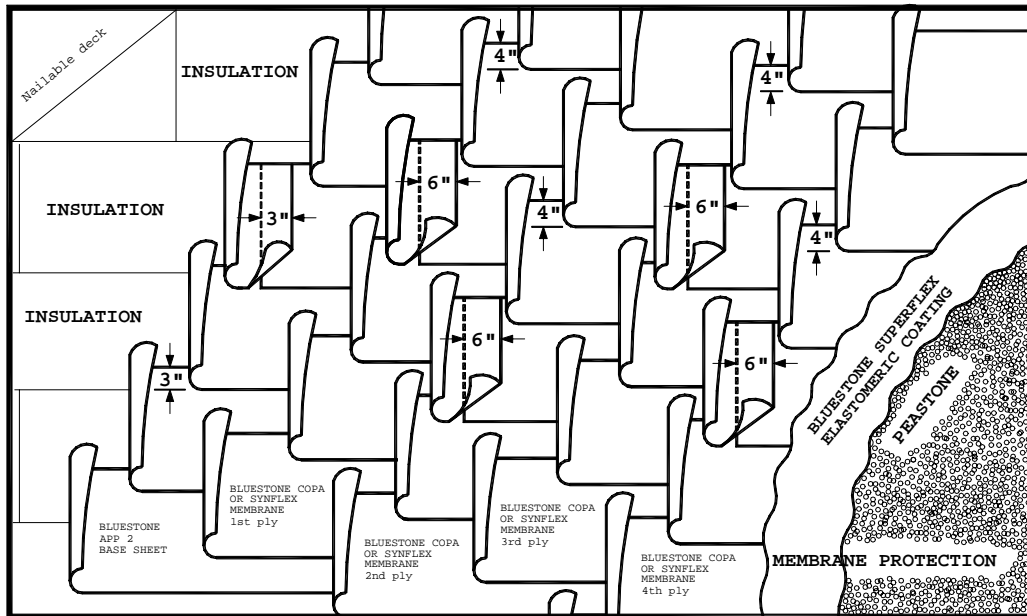 Nailable deck
INSULATION
4"
4"
INSULATION
3"
6"
4"
6"
4"
INSULATION
3"
6"
6"
BLUESTONE SUPERFLEX
ELASTOMERIC COATING
PEASTONE
BLUESTONE
APP 2
BASE SHEET
BLUESTONE COPA
OR SYNFLEX
MEMBRANE
1st ply
BLUESTONE COPA
OR SYNFLEX
MEMBRANE
2nd ply
BLUESTONE COPA
OR SYNFLEX
MEMBRANE
3rd ply
BLUESTONE COPA
OR SYNFLEX
MEMBRANE
4th ply
MEMBRANE PROTECTION